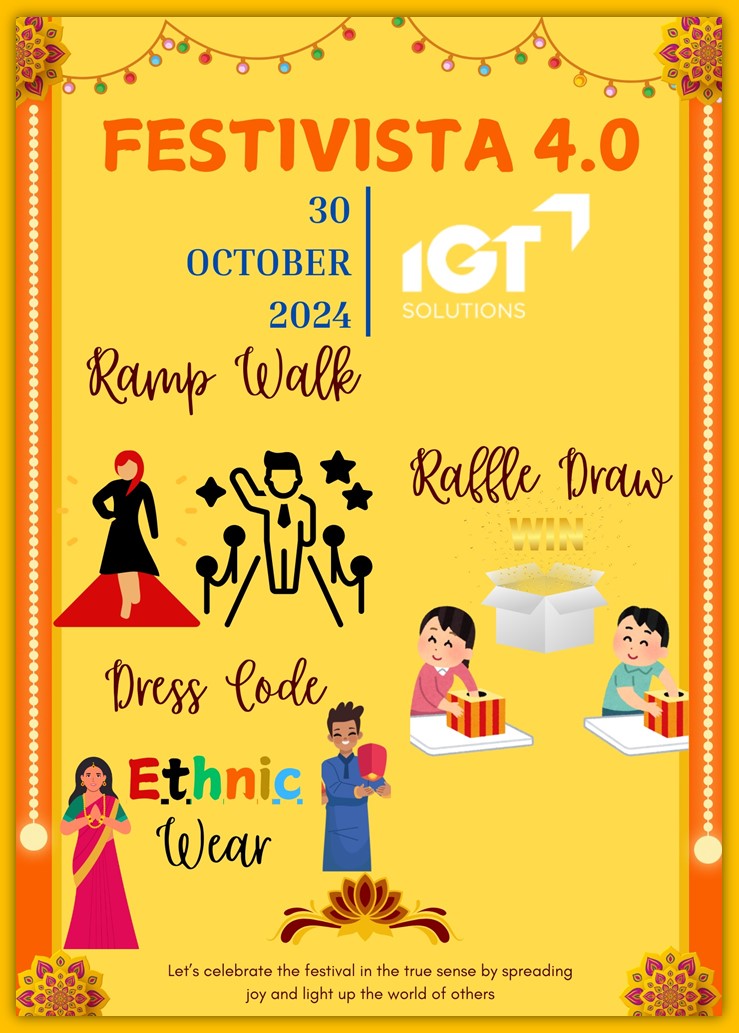 FESTIVISTA 4.0
30
OCTOBER
2024
IGT
SOLUTIONS
Ramp Walk
Raffle Draw
WIN
Dress Code
Ethnic
Wear
Let's celebrate the festival in the true sense by spreading
joy and light up the world of others